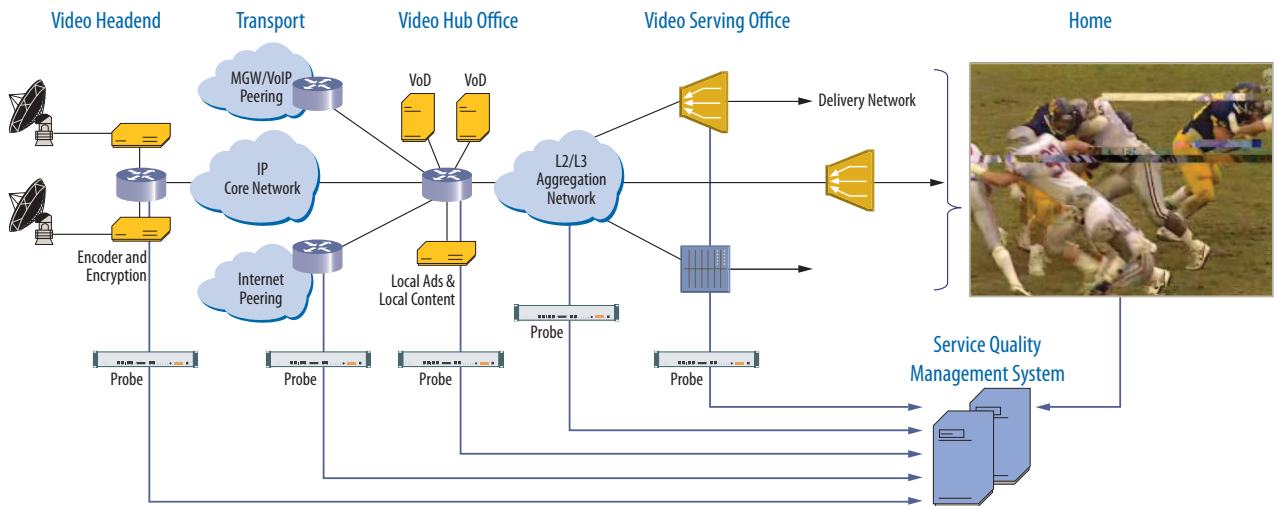 Video Headend
Transport
Video Hub Office
Video Serving Office
Home
MGW/VoIP
Peering
VoD
VoD
Delivery Network
IP
Core Network
L2/L3
Aggregation
Network
Encoder and
Encryption
Internet
Peering
Local Ads &
Local Content
Probe
Probe
Probe
Probe
Probe
Service Quality
Management System